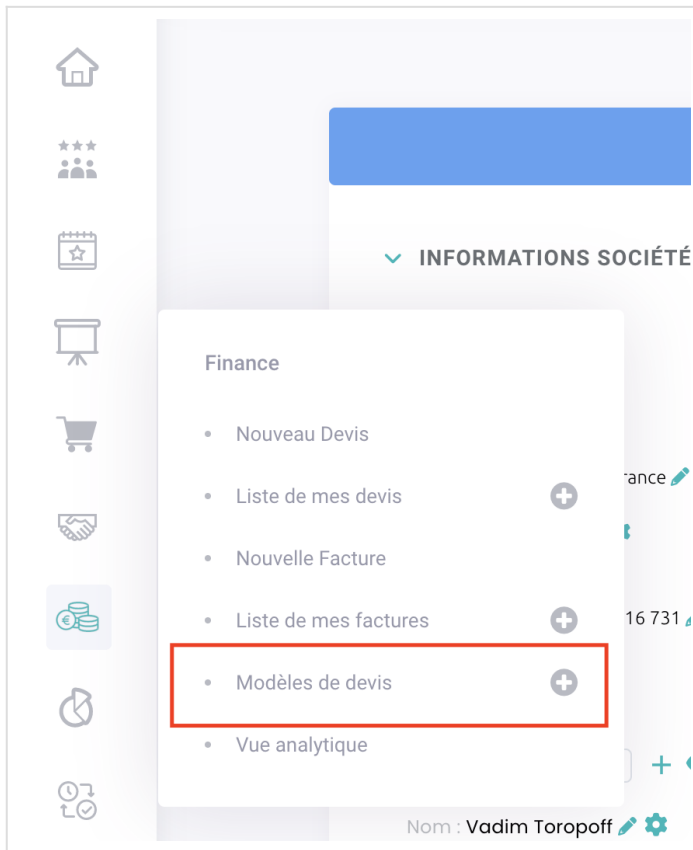 INFORMATIONS SOCIÉTÉ
Finance
Nouveau Devis
Liste de mes devis
rance
Nouvelle Facture
Liste de mes factures
16 731
Modèles de devis
Vue analytique
Nom : Vadim Toropoff